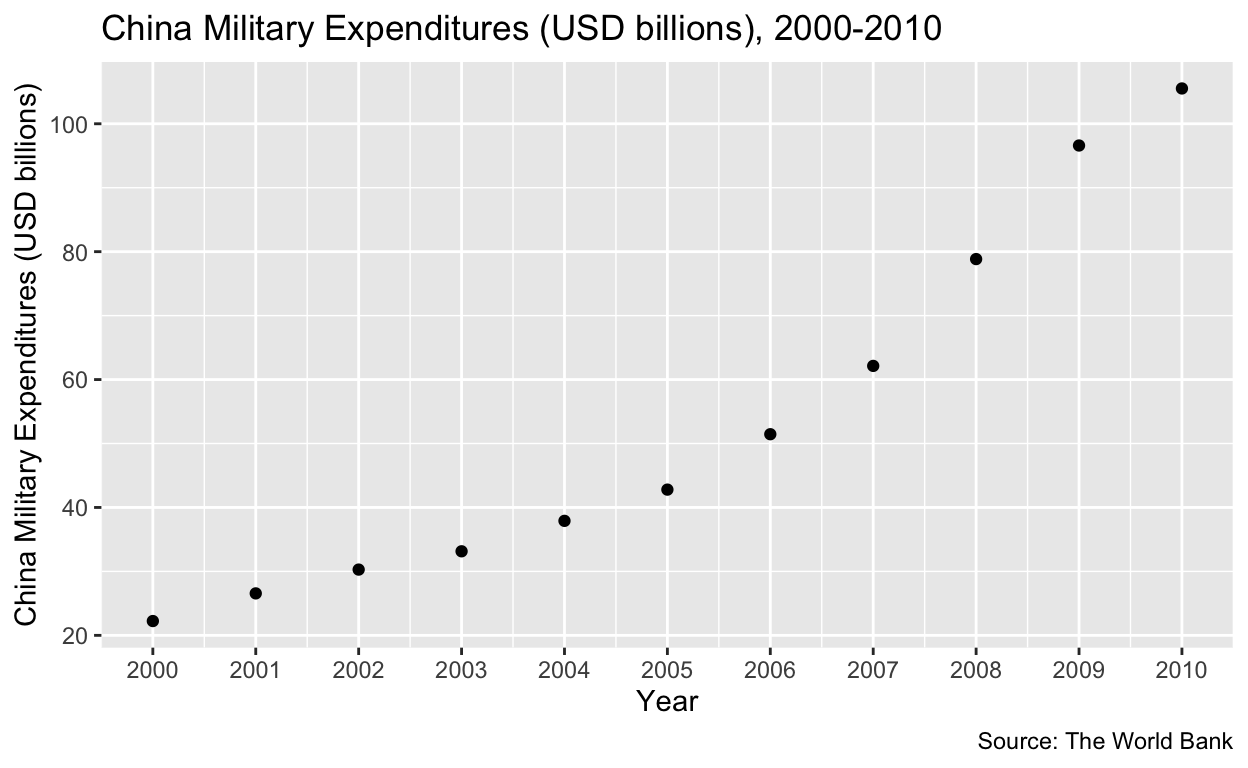 China Military Expenditures (USD billions), 2000-2010
China Military Expenditures (USD billions)
100
80
60
40
20
2000 2001 2002 2003 2004 2005 2006 2007 2008 2009 2010
Year
Source: The World Bank